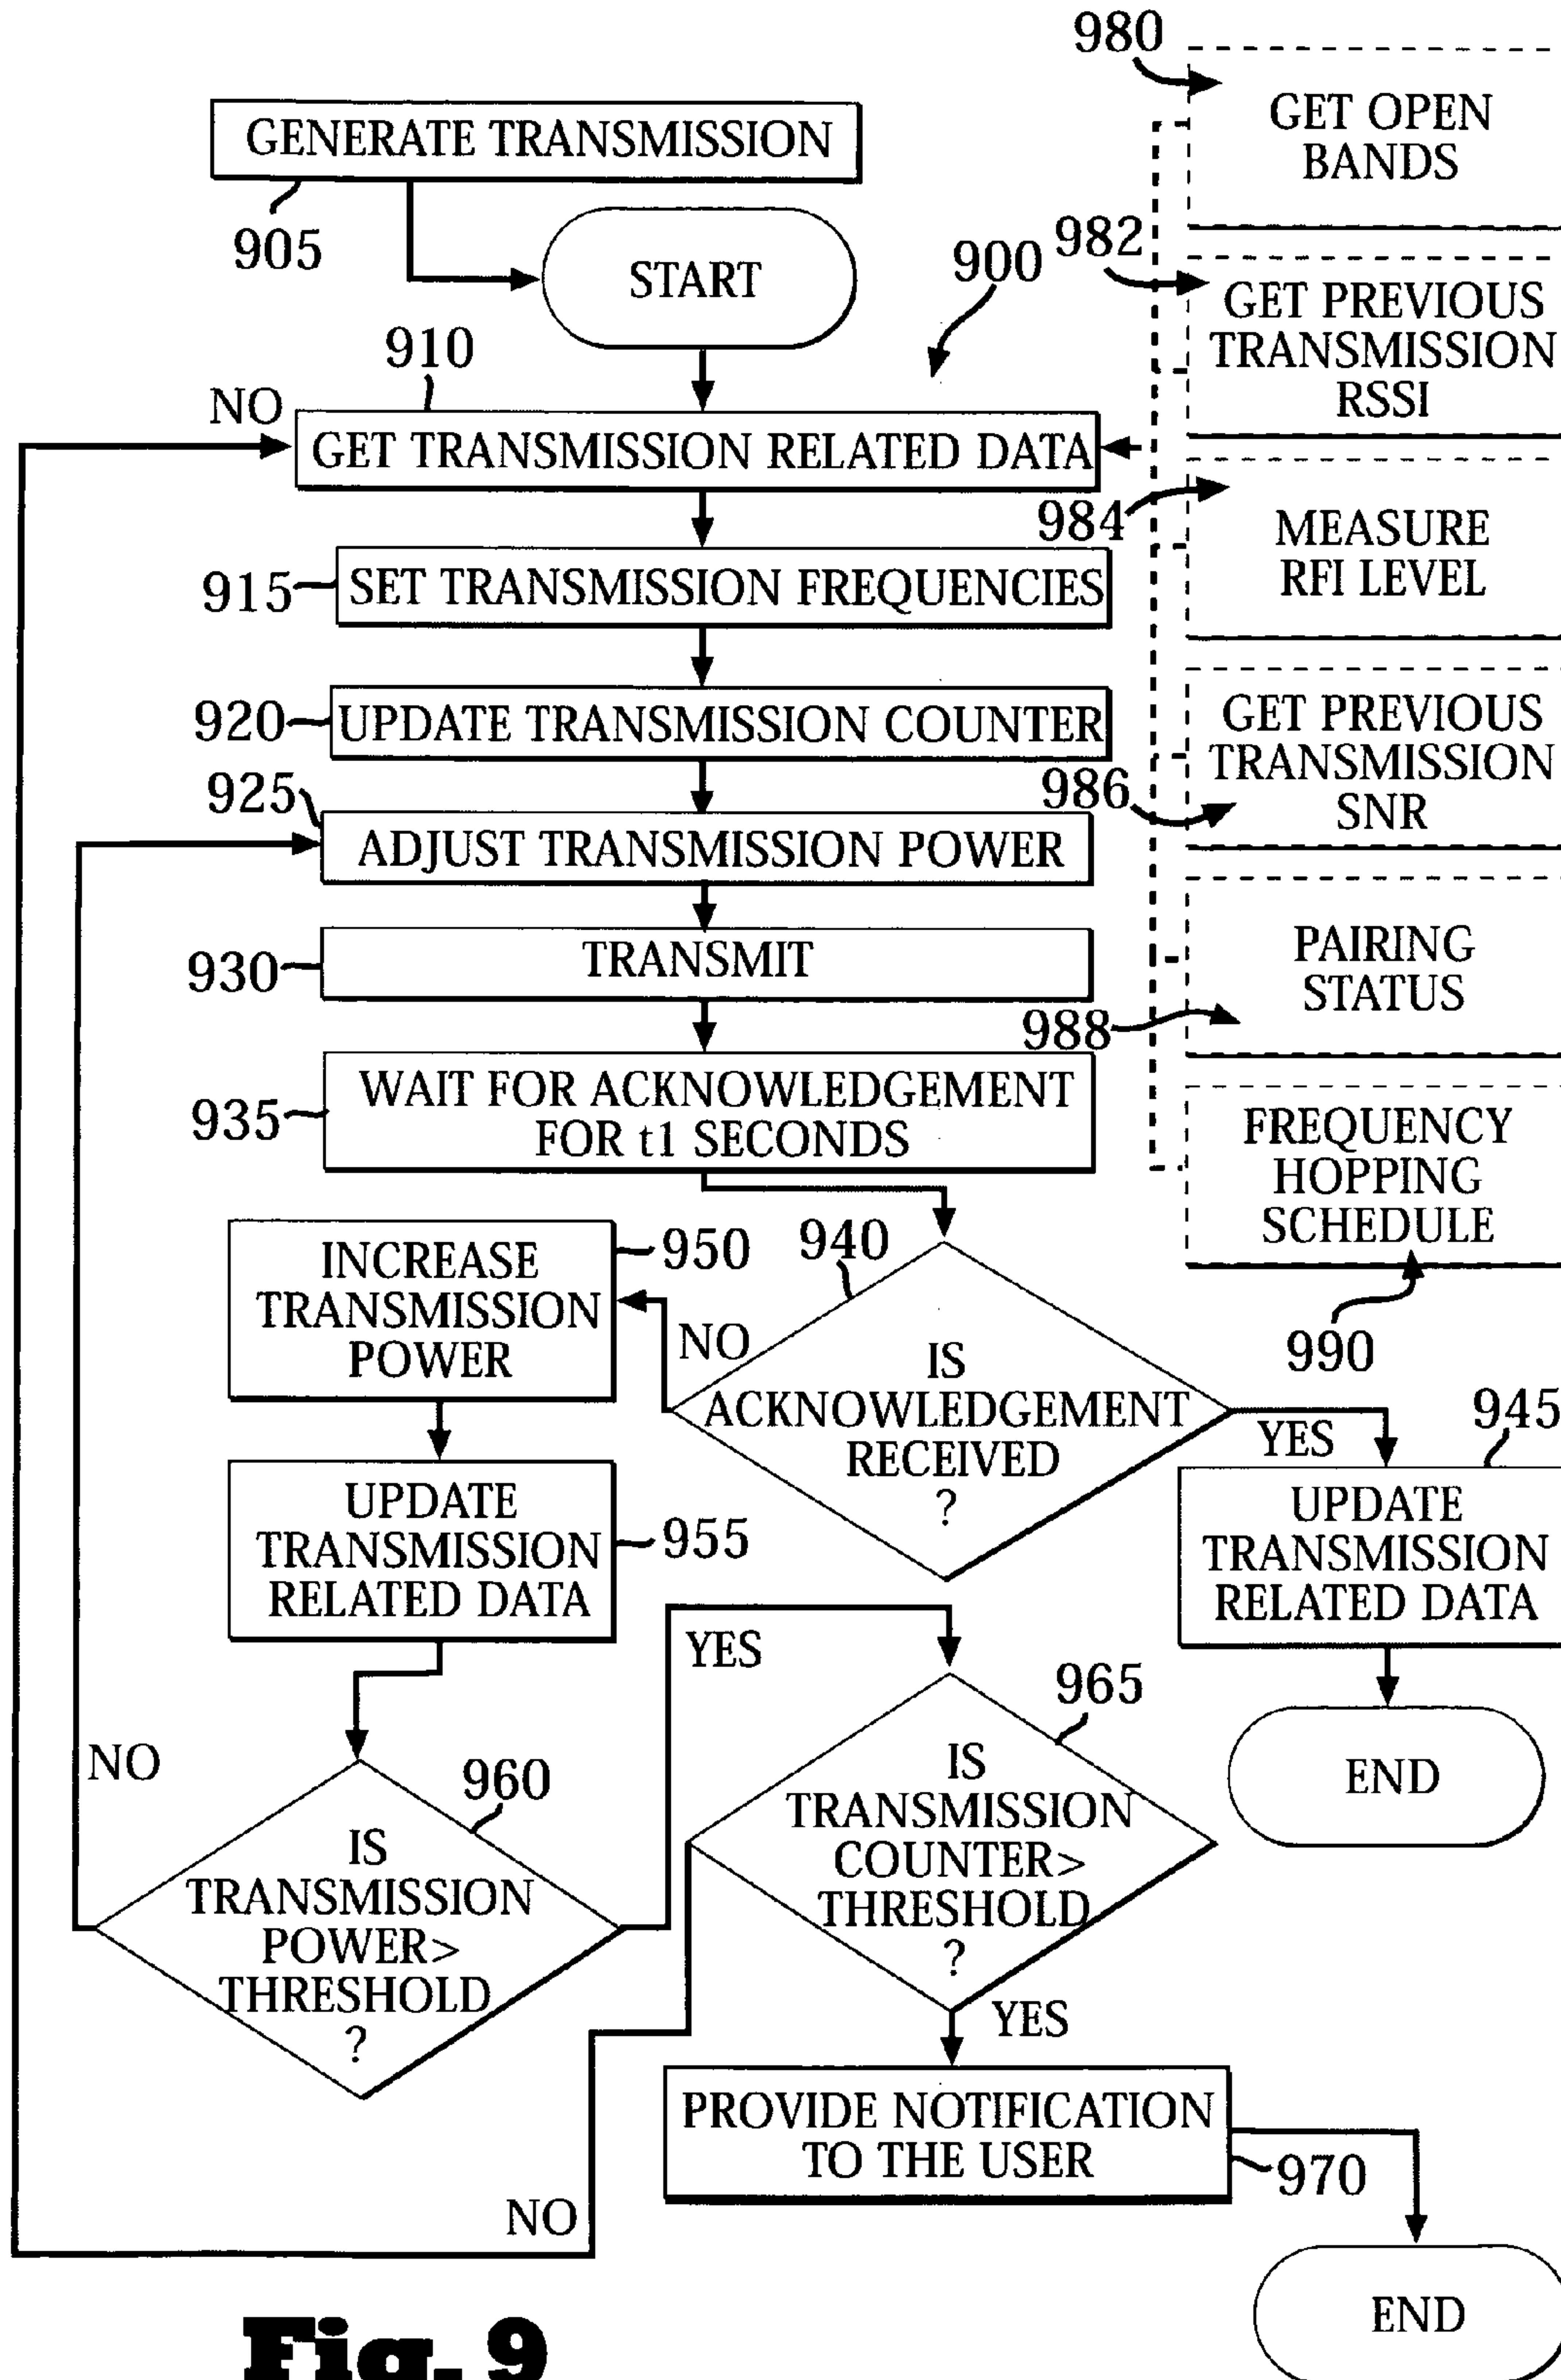 980
GET OPEN
BANDS
GENERATE TRANSMISSION
905
START
900
982
GET PREVIOUS
TRANSMISSION
RSSI
910
NO
GET TRANSMISSION RELATED DATA
984
MEASURE
RFI LEVEL
915
SET TRANSMISSION FREQUENCIES
920
UPDATE TRANSMISSION COUNTER
GET PREVIOUS
TRANSMISSION
SNR
986
925
ADJUST TRANSMISSION POWER
930
TRANSMIT
PAIRING
STATUS
988
935
WAIT FOR ACKNOWLEDGEMENT
FOR t1 SECONDS
FREQUENCY
HOPPING
SCHEDULE
990
INCREASE
TRANSMISSION
POWER
950
940
NO
IS
ACKNOWLEDGEMENT
RECEIVED
?
YES
945
UPDATE
TRANSMISSION
RELATED DATA
955
UPDATE
TRANSMISSION
RELATED DATA
YES
965
END
NO
960
IS
TRANSMISSION
POWER>
THRESHOLD
?
IS
TRANSMISSION
COUNTER>
THRESHOLD
?
YES
PROVIDE NOTIFICATION
TO THE USER
970
NO
END
Fig. 9